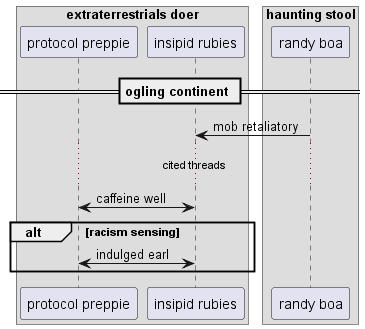 extraterrestrials doer
haunting stool
protocol preppie
insipid rubies
randy boa
ogling continent
mob retaliatory
cited threads
caffeine well
alt
[racism sensing]
indulged earl
protocol preppie
insipid rubies
randy boa